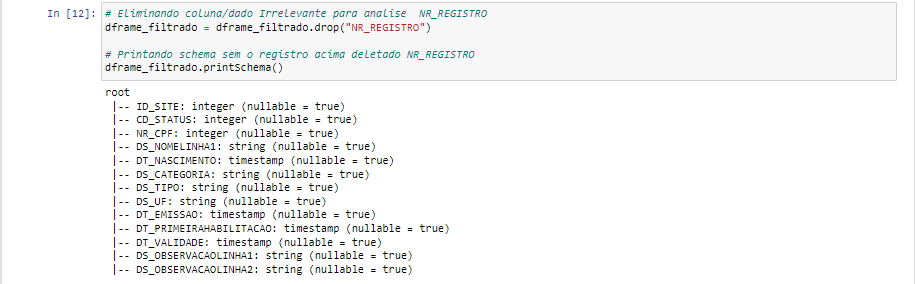 In [12]: # Eliminando coluna/dado Irrelevante para analise  NR_REGISTRO
dframe_filtrado = dframe_filtrado.drop("NR_REGISTRO")
# Printando schema sem o registro acima deletado NR_REGISTRO
dframe_filtrado.printSchema()
root
|-- ID_SITE: integer (nullable = true)
|-- CD_STATUS: integer (nullable = true)
|-- NR_CPF: integer (nullable = true)
|-- DS_NOMELINHA1: string (nullable = true)
|-- DT_NASCIMENTO: timestamp (nullable = true)
|-- DS_CATEGORIA: string (nullable = true)
|-- DS_TIPO: string (nullable = true)
|-- DS_UF: string (nullable = true)
|-- DT_EMISSAO: timestamp (nullable = true)
|-- DT_PRIMEIRAHABILITACAO: timestamp (nullable = true)
|-- DT_VALIDADE: timestamp (nullable = true)
|-- DS_OBSERVACAOLINHA1: string (nullable = true)
|-- DS_OBSERVACAOLINHA2: string (nullable = true)